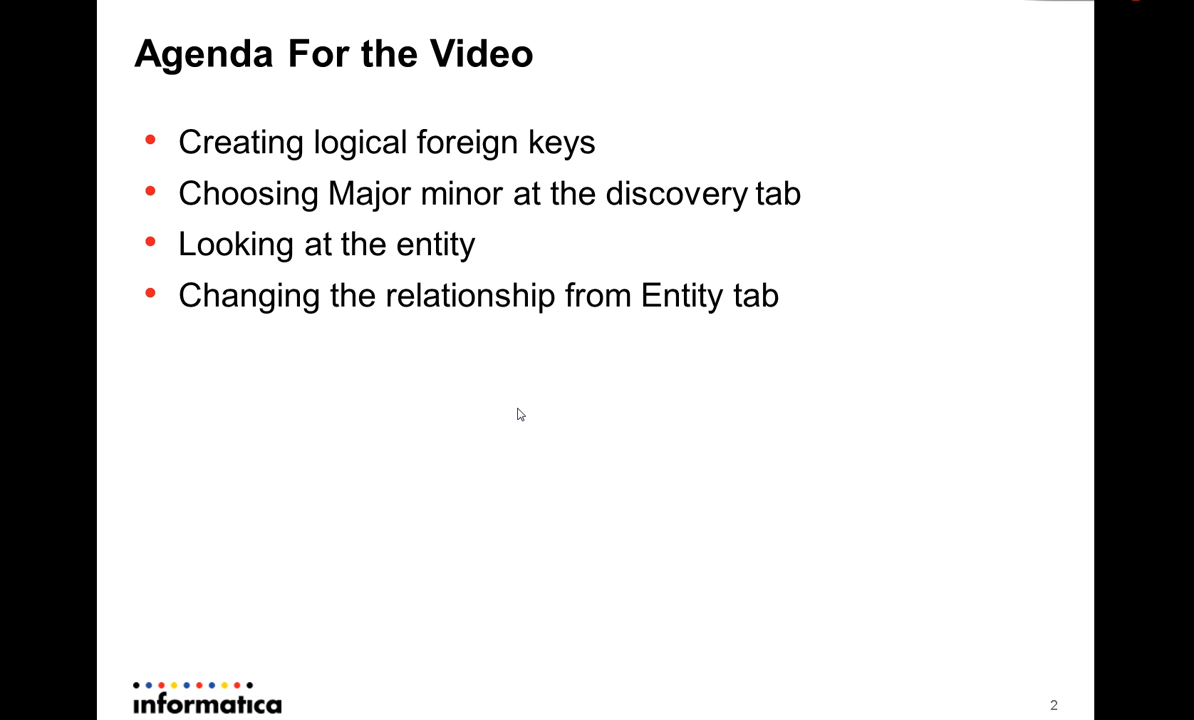 Agenda For the Video
• Creating logical foreign keys
• Choosing Major minor at the discovery tab
• Looking at the entity
• Changing the relationship from Entity tab
informatica
2